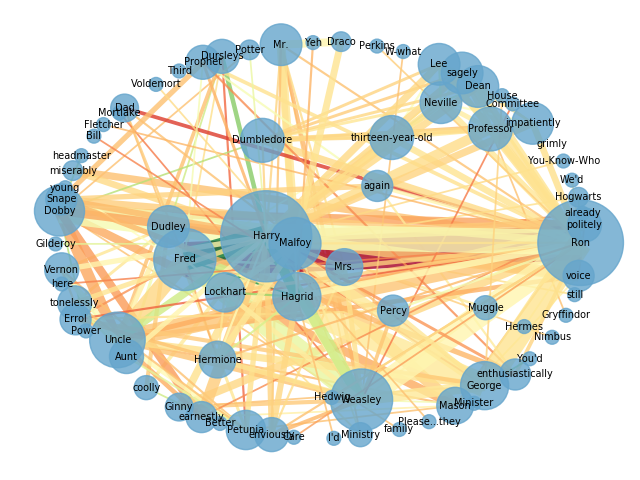 Mr.
Yeh
Draco
Potter
Perkins
W-what
Dursleys
Prophet
Third
Lee
sagely
Voldemort
Dean
House
Committee
Neville
Dad
Mortlake
Fletcher
Bill
impatiently
Professor
thirteen-year-old
Dumbledore
grimly
headmaster
You-Know-Who
miserably
We'd
young
again
Snape
Hogwarts
Dobby
already
politely
Dudley
Harry
Malfoy
Ron
Gilderoy
Fred
Mrs.
Vernon
voice
here
Lockhart
Hagrid
still
tonelessly
Percy
Muggle
Errol
Gryffindor
Power
Hermes
Uncle
Nimbus
Aunt
Hermione
You'd
enthusiastically
coolly
George
Hedwig
Weasley
Ginny
Mason
Minister
earnestly
Better
Please...they
Petunia
enviously
Care
I'd
Ministry
family